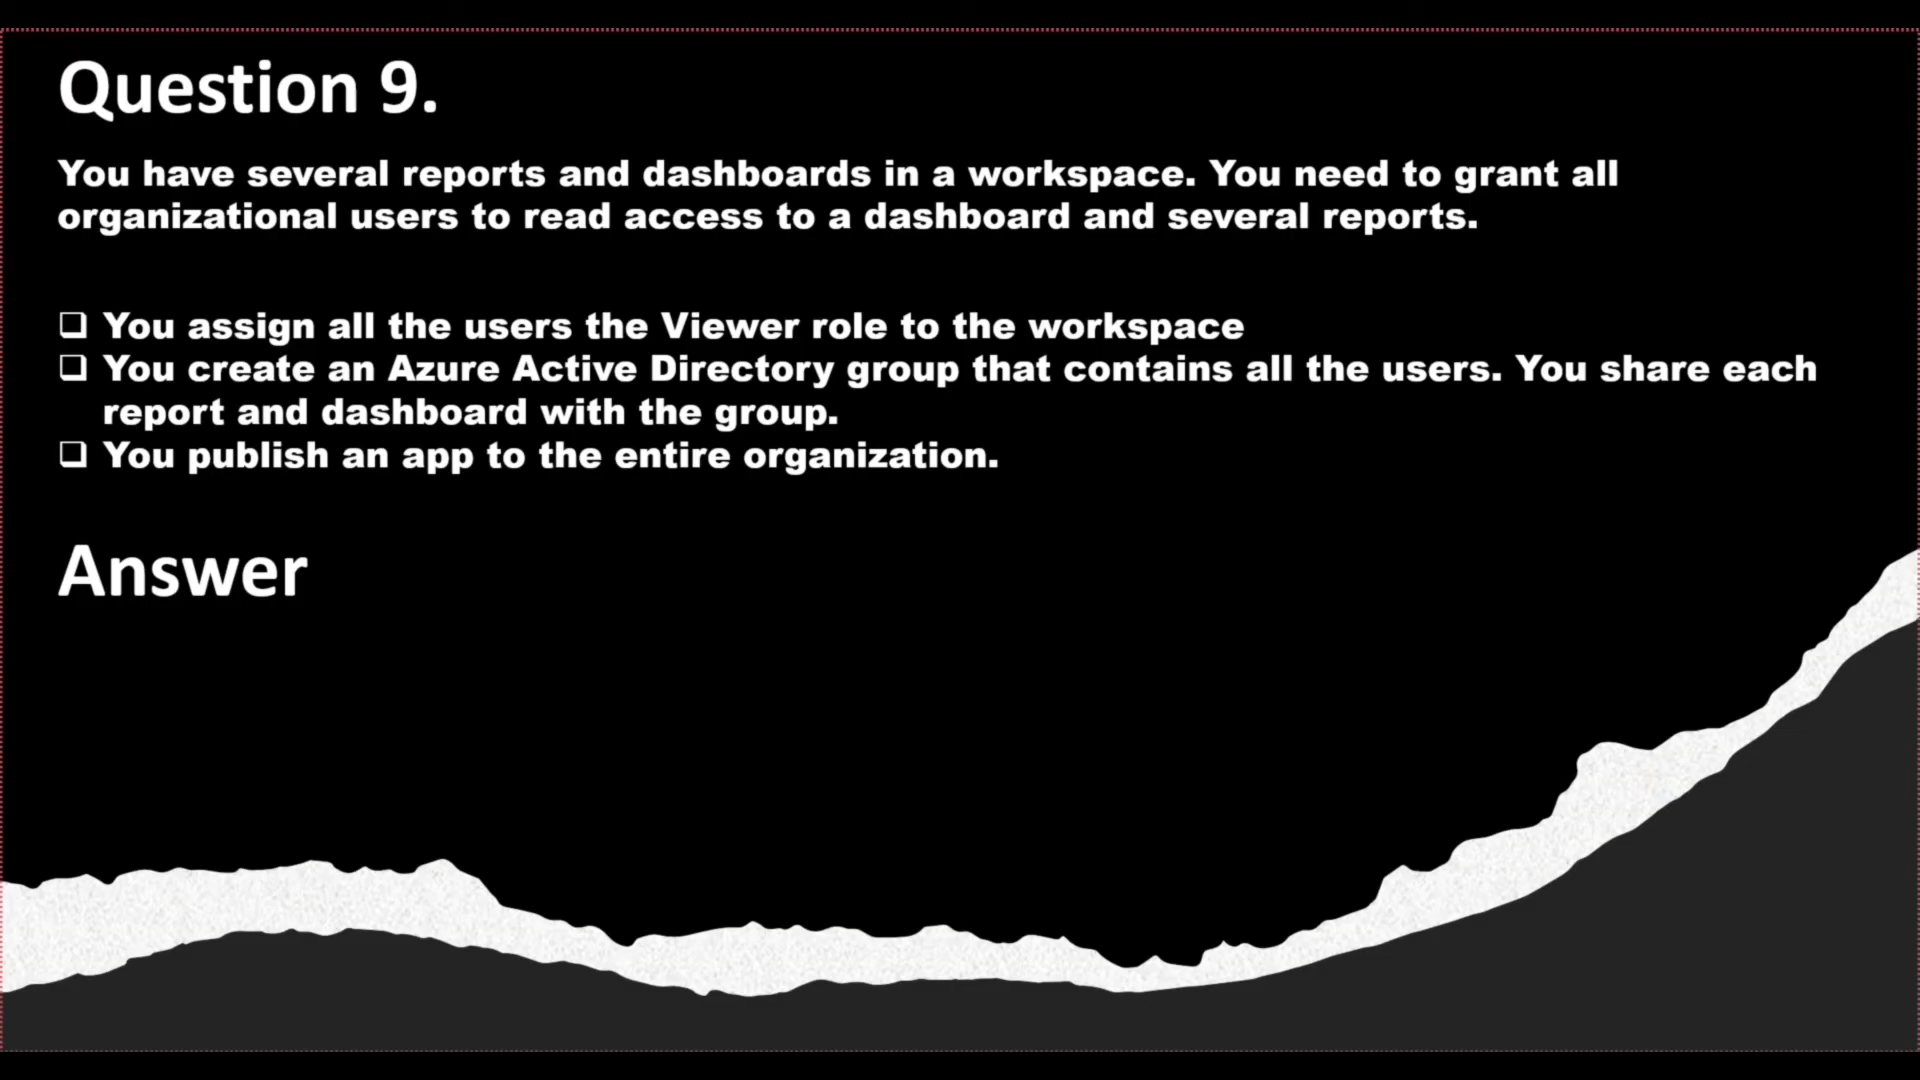 Question 9.
You have several reports and dashboards in a workspace. You need to grant all
organizational users to read access to a dashboard and several reports.
❑ You assign all the users the Viewer role to the workspace
❑ You create an Azure Active Directory group that contains all the users. You share each
report and dashboard with the group.
❑ You publish an app to the entire organization.
Answer